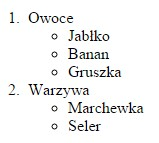 1. Owoce
○ Jabłko
○ Banan
○ Gruszka
2. Warzywa
○ Marchewka
○ Seler